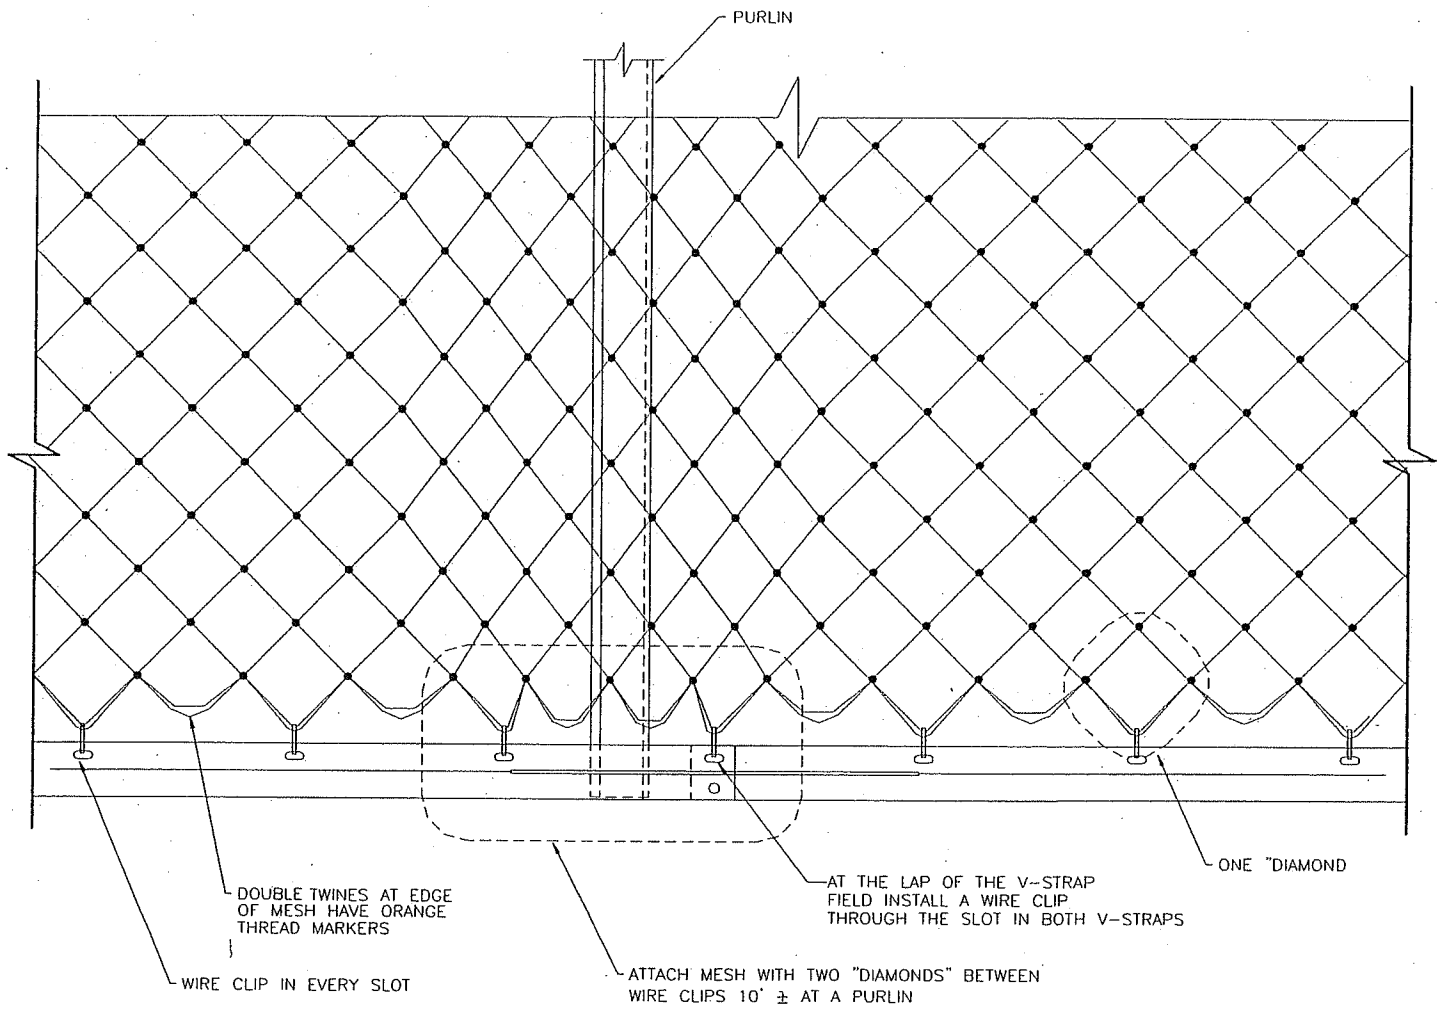 PURLIN
ONE "DIAMOND
AT THE LAP OF THE V-STRAP
FIELD INSTALL A WIRE CLIP
THROUGH THE SLOT IN BOTH V-STRAPS
DOUBLE TWINES AT EDGE
OF MESH HAVE ORANGE
THREAD MARKERS
ATTACH MESH WITH TWO "DIAMONDS" BETWEEN
WIRE CLIPS 10' ± AT A PURLIN
WIRE CLIP IN EVERY SLOT